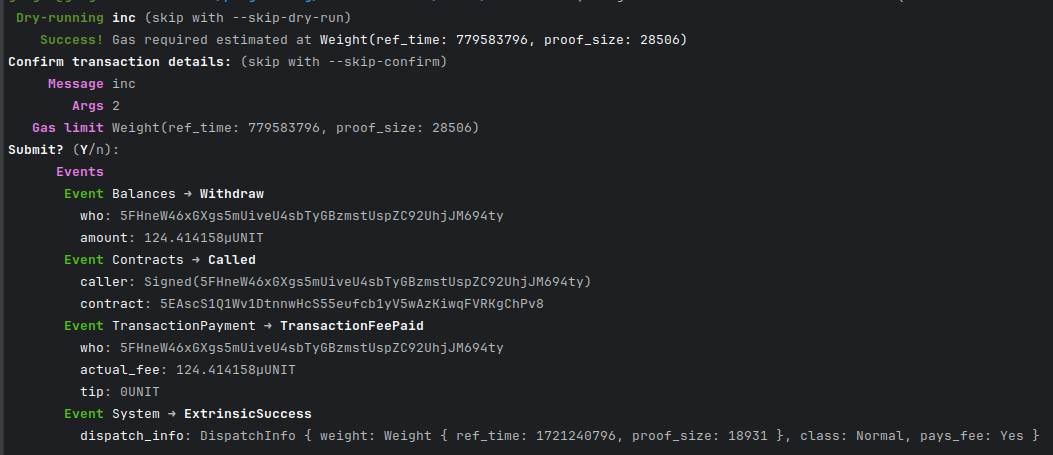 Dry-running inc (skip with --skip-dry-run)
Success! Gas required estimated at Weight(ref_time: 779583796, proof_size: 28506)
Confirm transaction details: (skip with --skip-confirm)
Message inc
Args 2
Gas limit Weight(ref_time: 779583796, proof_size: 28506)
Submit? (Y/n):
Events
Event Balances ➜ Withdraw
who: 5FHneW46xGXgs5mUiveU4sbTyGBzmstUspZC92UhjJM694ty
amount: 124.414158µUNIT
Event Contracts ➜ Called
caller: Signed(5FHneW46xGXgs5mUiveU4sbTyGBzmstUspZC92UhjJM694ty)
contract: 5EAscS1Q1Wv1DtnnwHcS55eufcb1yV5wAzKiwqFVRKgChPv8
Event TransactionPayment ➜ TransactionFeePaid
who: 5FHneW46xGXgs5mUiveU4sbTyGBzmstUspZC92UhjJM694ty
actual_fee: 124.414158µUNIT
tip: 0UNIT
Event System ➜ ExtrinsicSuccess
dispatch_info: DispatchInfo { weight: Weight { ref_time: 1721240796, proof_size: 18931 }, class: Normal, pays_fee: Yes }